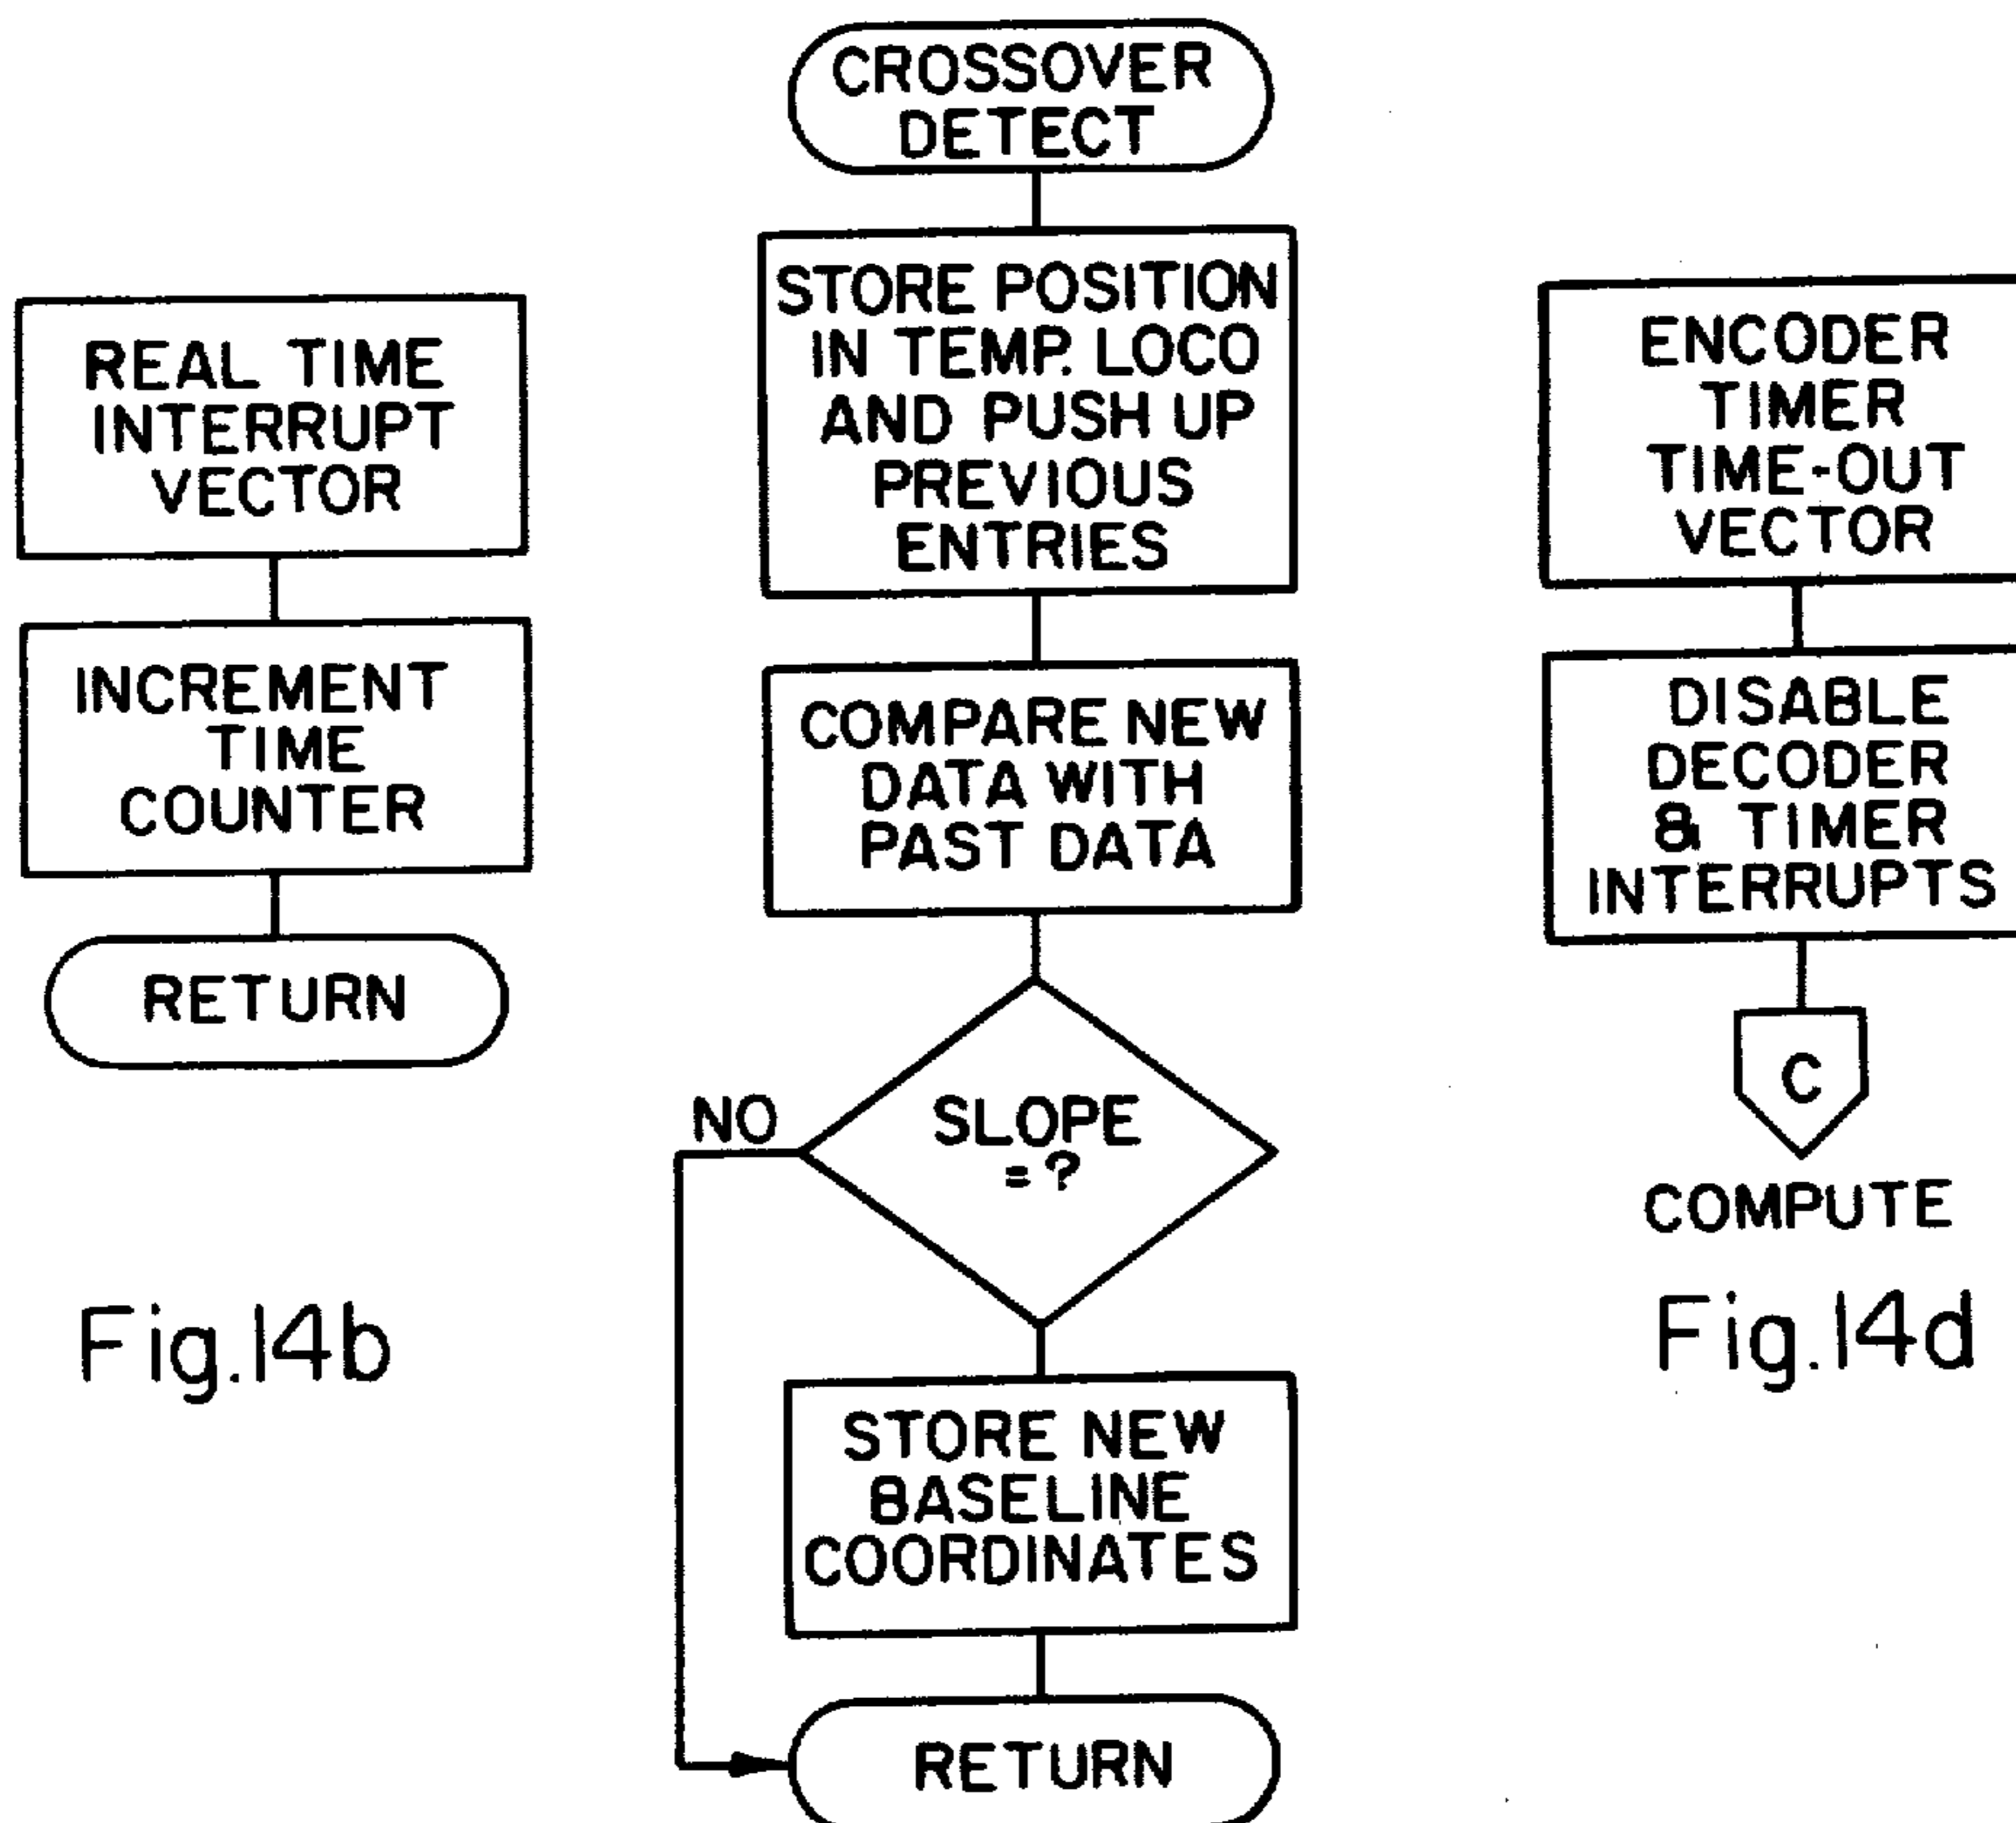 REAL TIME
INTERRUPT
VECTOR
INCREMENT
TIME
COUNTER
RETURN
Fig.14b
CROSSOVER
DETECT
STORE POSITION
IN TEMP. LOCO
AND PUSH UP
PREVIOUS
ENTRIES
COMPARE NEW
DATA WITH
PAST DATA
NO
SLOPE
=?
STORE NEW
BASELINE
COORDINATES
RETURN
ENCODER
TIMER
TIME-OUT
VECTOR
DISABLE
DECODER
& TIMER
INTERRUPTS
C
COMPUTE
Fig.14d